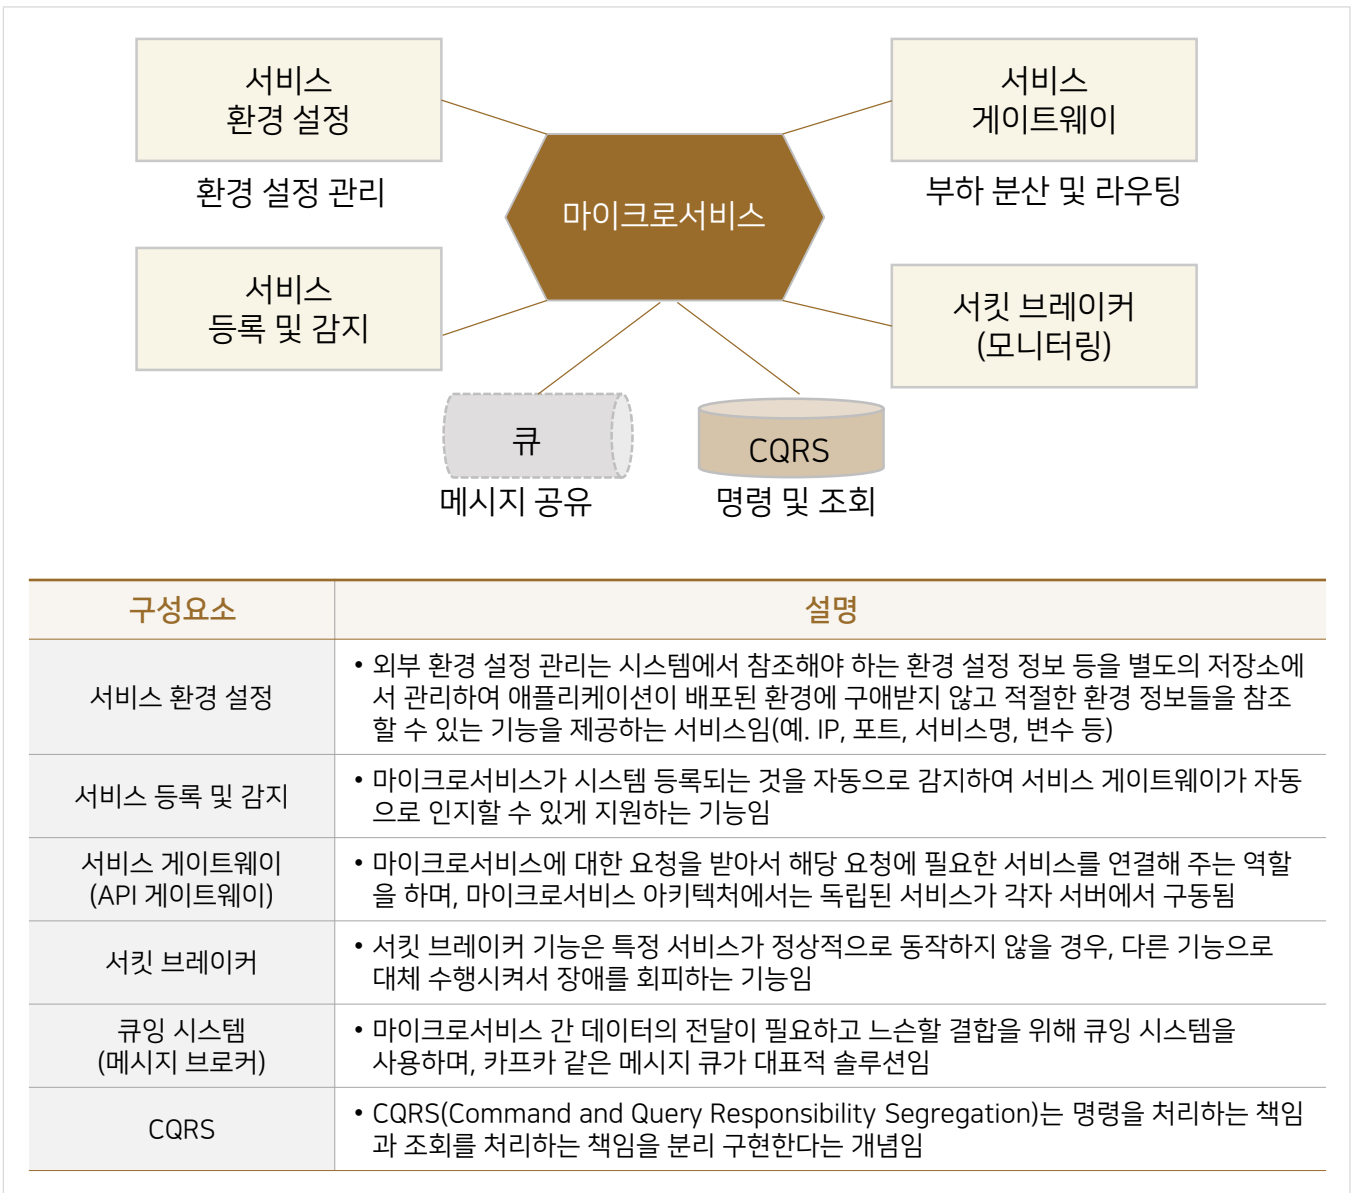 서비스
환경 설정
환경 설정 관리
서비스
게이트웨이
부하 분산 및 라우팅
마이크로서비스
서비스
등록 및 감지
서킷 브레이커
(모니터링)
큐
메시지 공유
CQRS
명령 및 조회
구성요소
설명
서비스 환경 설정
• 외부 환경 설정 관리는 시스템에서 참조해야 하는 환경 설정 정보 등을 별도의 저장소에
서 관리하여 애플리케이션이 배포된 환경에 구애받지 않고 적절한 환경 정보들을 참조
할 수 있는 기능을 제공하는 서비스임(예. IP, 포트, 서비스명, 변수 등)
서비스 등록 및 감지
• 마이크로서비스가 시스템 등록되는 것을 자동으로 감지하여 서비스 게이트웨이가 자동
으로 인지할 수 있게 지원하는 기능임
서비스 게이트웨이
(API 게이트웨이)
• 마이크로서비스에 대한 요청을 받아서 해당 요청에 필요한 서비스를 연결해 주는 역할
을 하며, 마이크로서비스 아키텍처에서는 독립된 서비스가 각자 서버에서 구동됨
서킷 브레이커
• 서킷 브레이커 기능은 특정 서비스가 정상적으로 동작하지 않을 경우, 다른 기능으로
대체 수행시켜서 장애를 회피하는 기능임
큐잉 시스템
(메시지 브로커)
• 마이크로서비스 간 데이터의 전달이 필요하고 느슨할 결합을 위해 큐잉 시스템을
사용하며, 카프카 같은 메시지 큐가 대표적 솔루션임
CQRS
• CQRS(Command and Query Responsibility Segregation)는 명령을 처리하는 책임
과 조회를 처리하는 책임을 분리 구현한다는 개념임